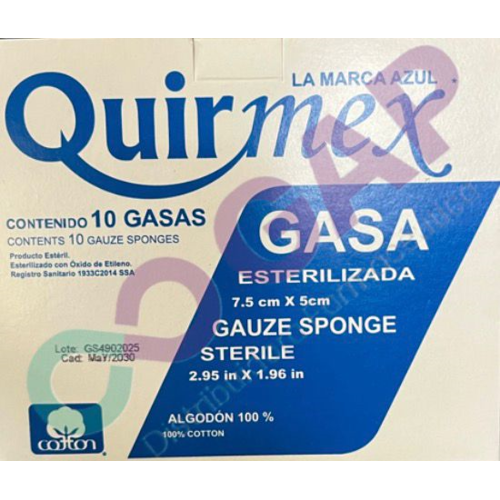 LA MARCA AZUL
Quirmex
CONTENIDO 10 GASAS
CONTENTS 10 GAUZE SPONGES
Producto Estéril.
Esterilizado con Óxido de Etileno.
Registro Sanitario 1933C2014 SSA
GASA
ESTERILIZADA
7.5 cm X 5cm
GAUZE SPONGE
STERILE
2.95 in X 1.96 in
Lote: GS4902025
Cad: MaY/2030
ALGODÓN 100 %
100% COTTON
cotton